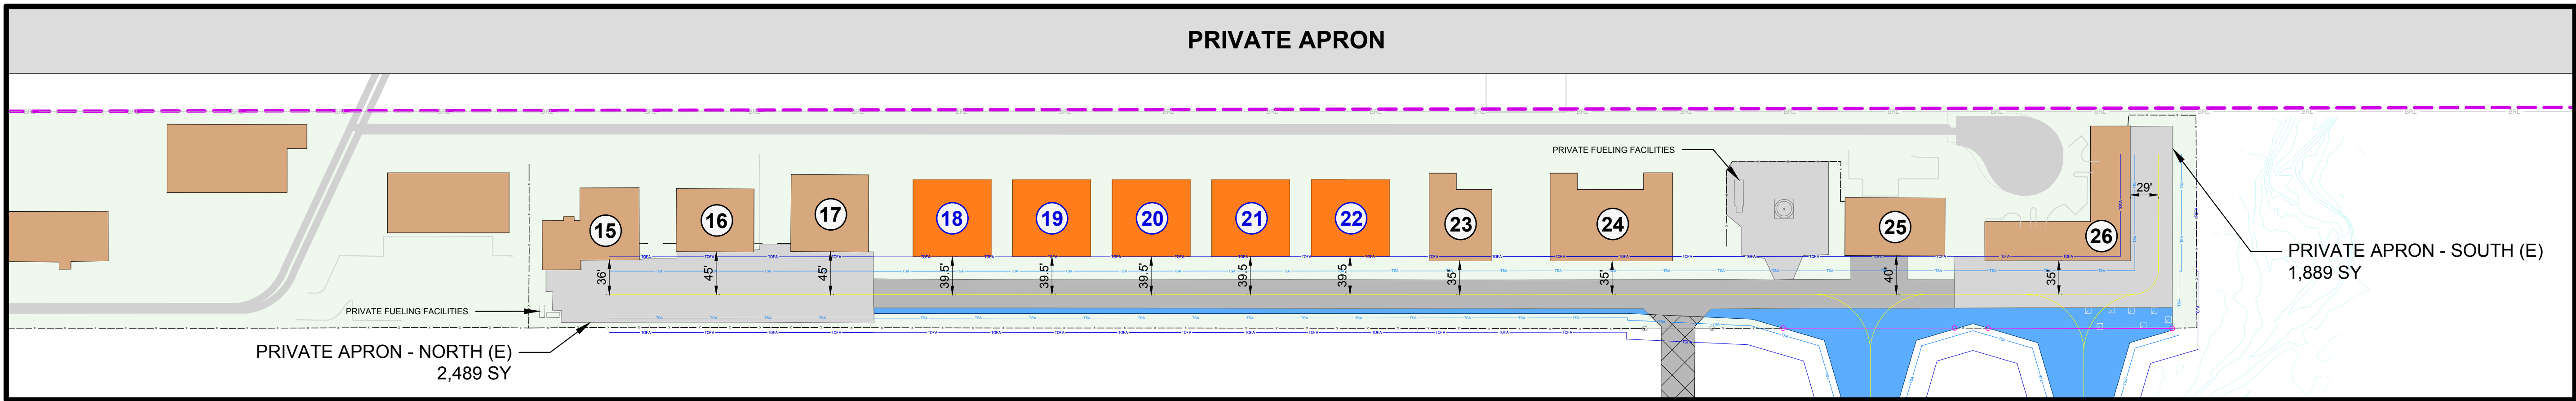 PRIVATE APRON
PRIVATE FUELING FACILITIES
15
16
17
18
19
20
21
22
23
24
25
26
29'
36'
45'
45'
39.5'
39.5'
39.5'
39.5
39.5
35'
35'
40'
35'
TOFA
TSA
PRIVATE FUELING FACILITIES
PRIVATE APRON - NORTH (E)
2,489 SY
PRIVATE APRON - SOUTH (E)
1,889 SY